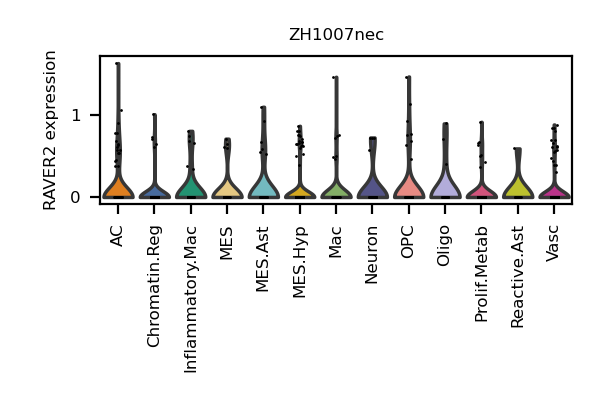 ZH1007nec
RAVER2 expression
1
0
AC
Chromatin.Reg
Inflammatory.Mac
MES
MES.Ast
MES.Hyp
Mac
Neuron
OPC
Oligo
Prolif.Metab
Reactive.Ast
Vasc